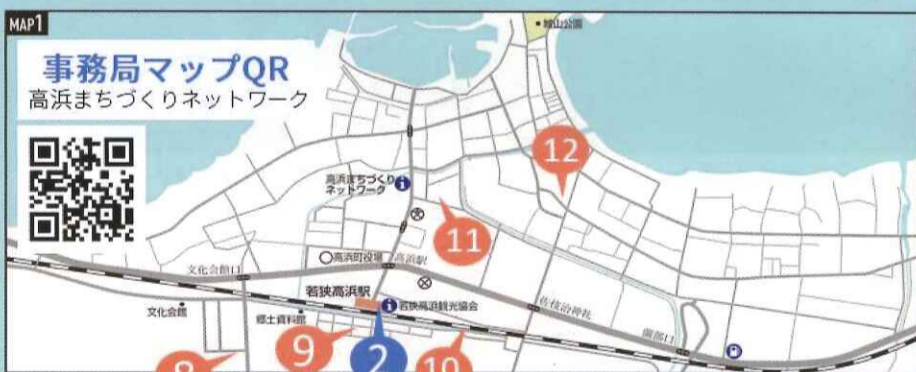 MAP1
事務局マップQR
高浜まちづくりネットワーク
城山公園
12
高浜まちづくり
ネットワーク
11
高浜町役場
高浜駅
文化会館口
若狭高浜駅
若狭高浜観光協会
佐伎治神社
薗部口
文化会館
郷土資料館
9
2
10
8